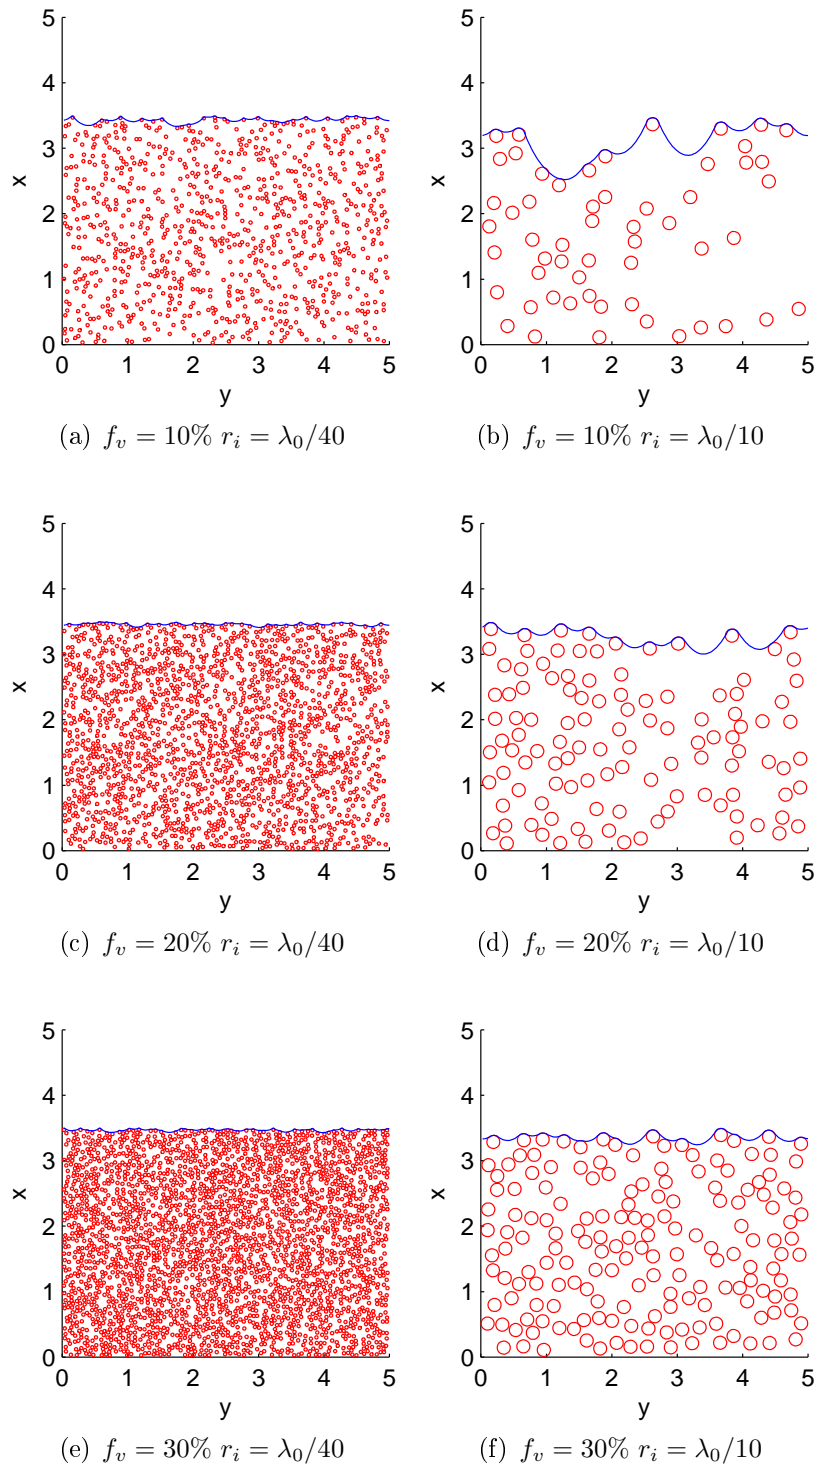 5
4
3
2
1
0
x
0 1 2 3 4 5
y
(a) f_v = 10% r_i = λ_0/40
5
4
3
2
1
0
x
0 1 2 3 4 5
y
(b) f_v = 10% r_i = λ_0/10
5
4
3
2
1
0
x
0 1 2 3 4 5
y
(c) f_v = 20% r_i = λ_0/40
5
4
3
2
1
0
x
0 1 2 3 4 5
y
(d) f_v = 20% r_i = λ_0/10
5
4
3
2
1
0
x
0 1 2 3 4 5
y
(e) f_v = 30% r_i = λ_0/40
5
4
3
2
1
0
x
0 1 2 3 4 5
y
(f) f_v = 30% r_i = λ_0/10